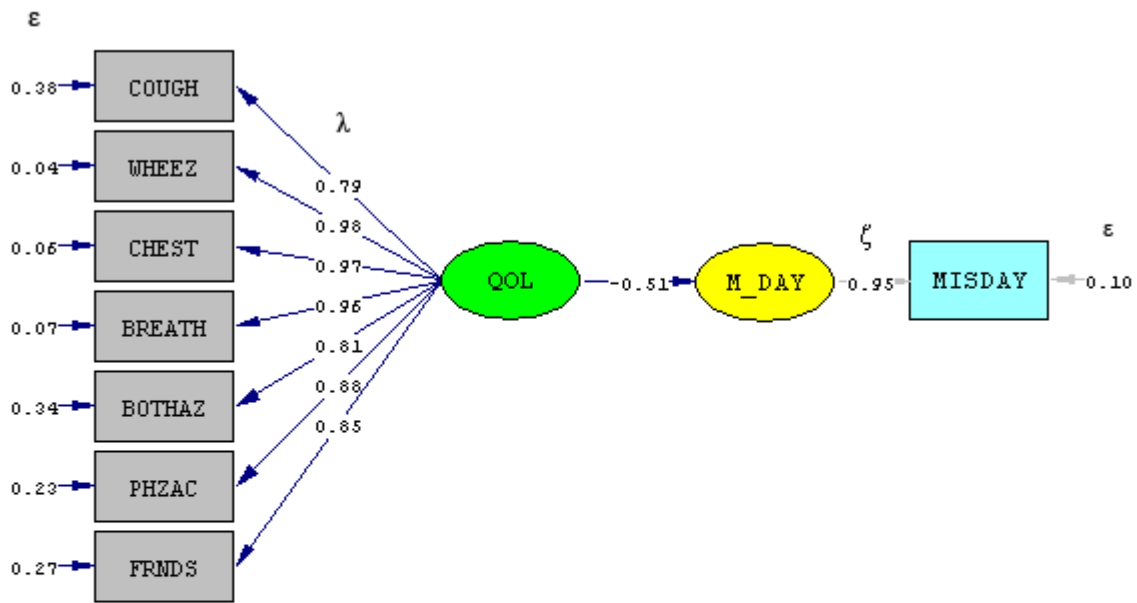 ε
0.38 COUGH
λ
0.04 WHEEZ
0.79
0.98
0.06 CHEST
ζ
ε
0.97
QOL -0.51 M_DAY 0.95 MISDAY 0.10
0.96
0.07 BREATH
0.81
0.88
0.34 BOTHAZ
0.85
0.23 PHZAC
0.27 FRNDS